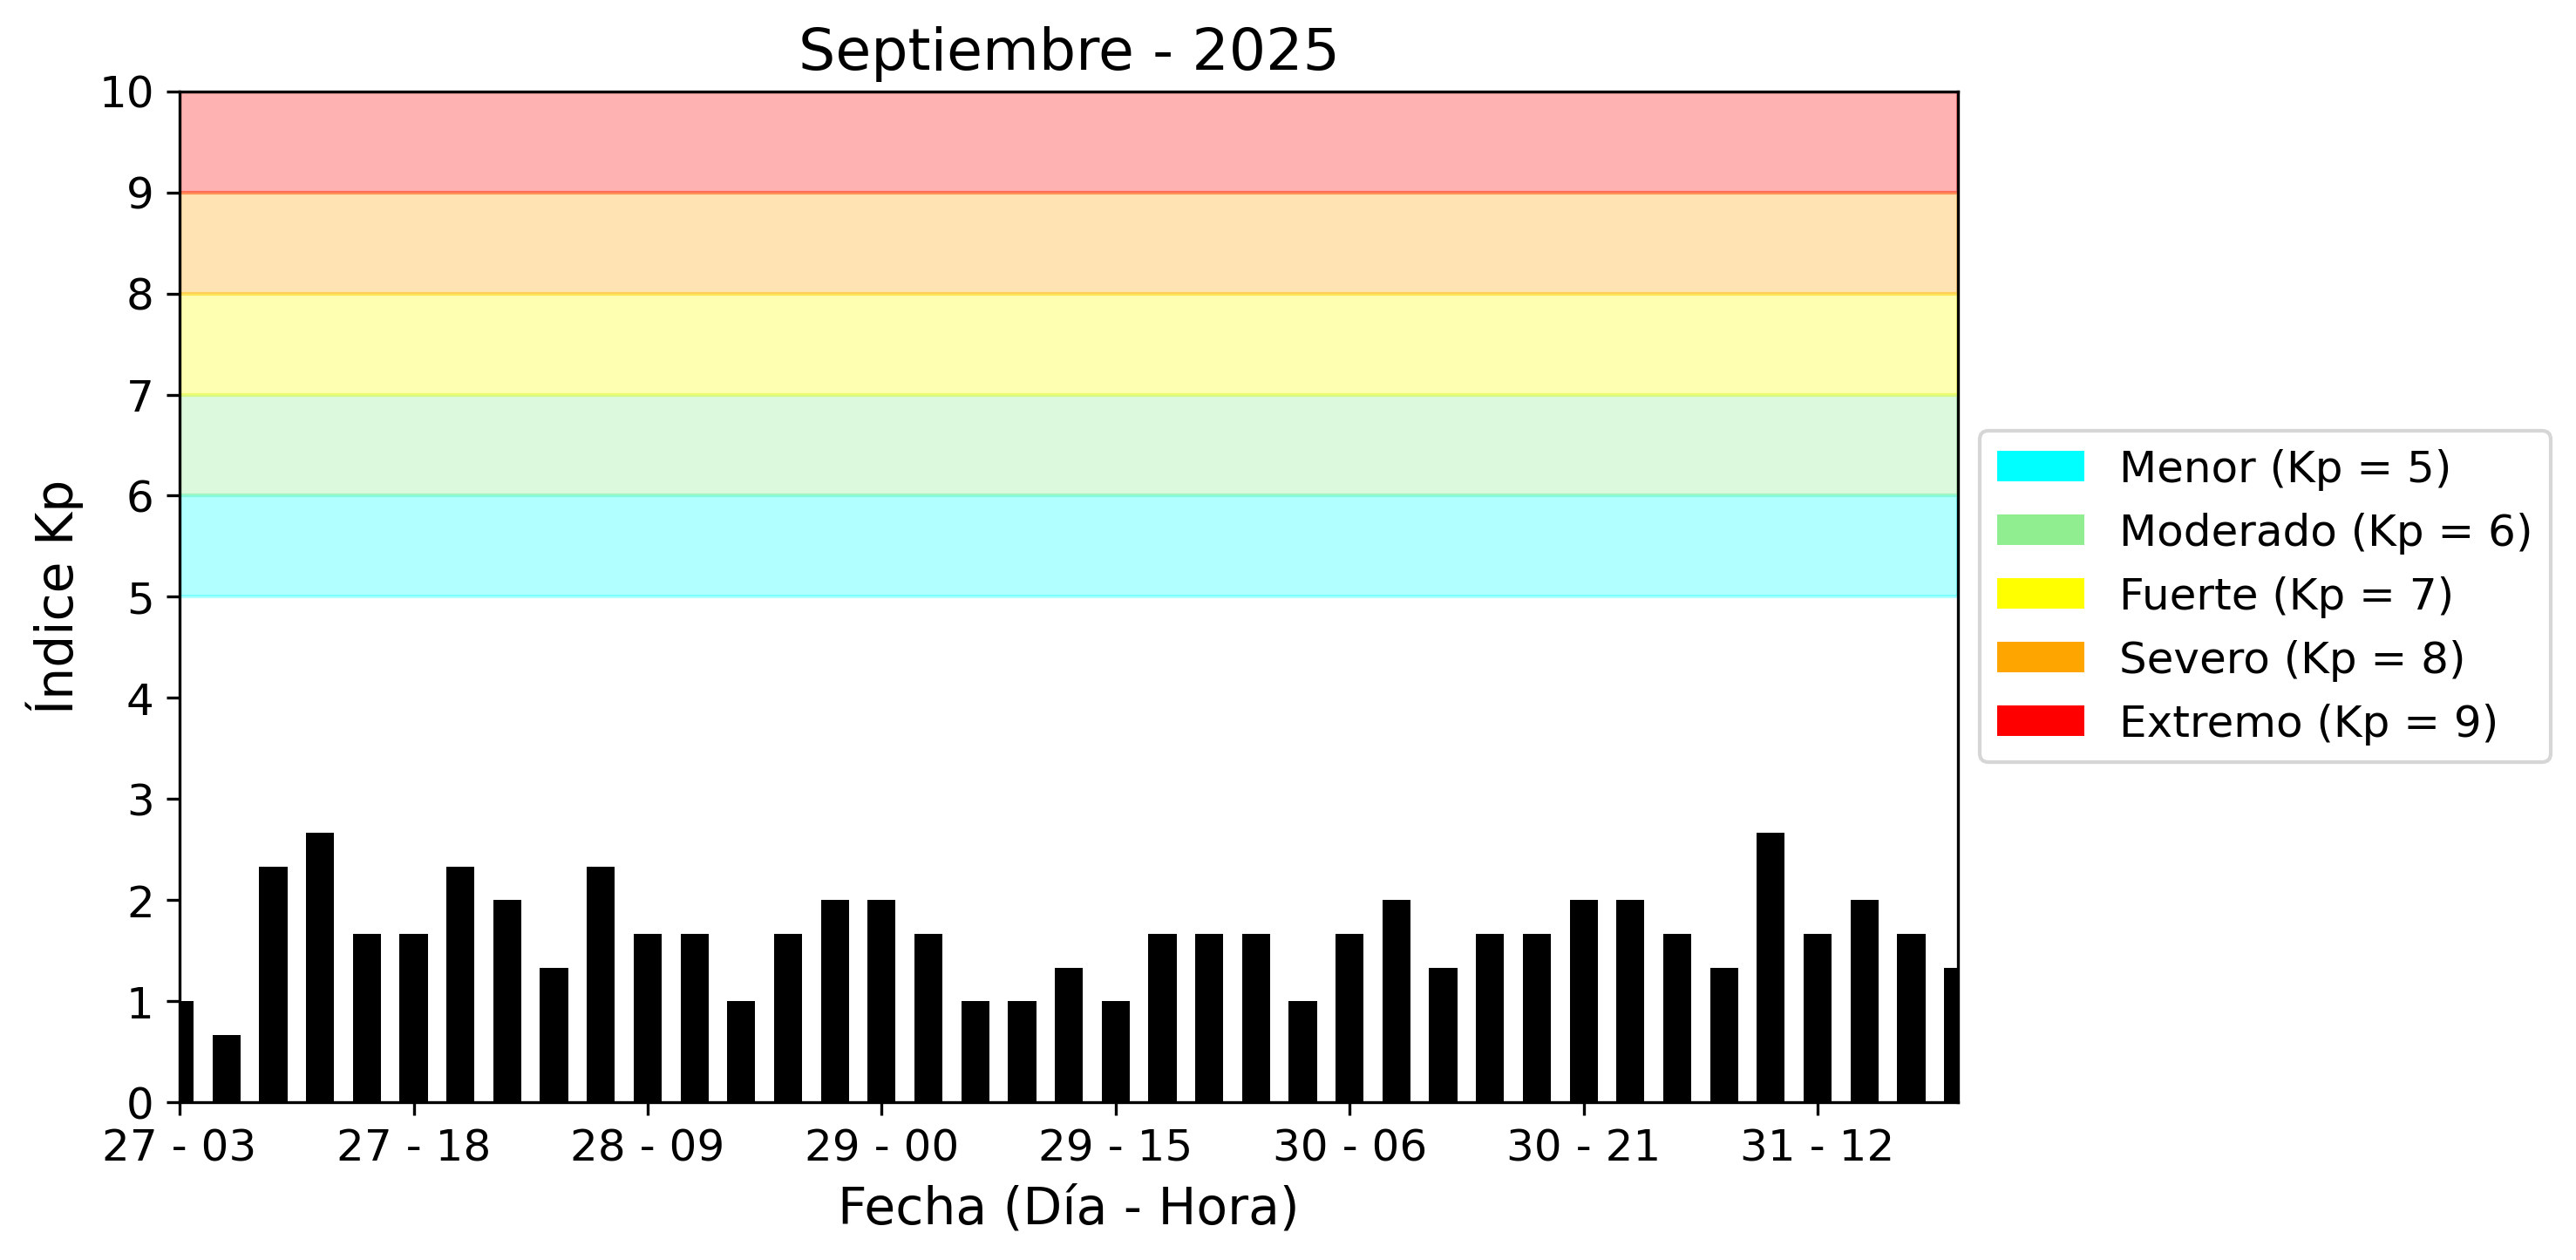 Septiembre - 2025
10
9
8
7
6
5
4
3
2
1
0
Índice Kp
27 - 03
27 - 18
28 - 09
29 - 00
29 - 15
30 - 06
30 - 21
31 - 12
Fecha (Día - Hora)
Menor (Kp = 5)
Moderado (Kp = 6)
Fuerte (Kp = 7)
Severo (Kp = 8)
Extremo (Kp = 9)